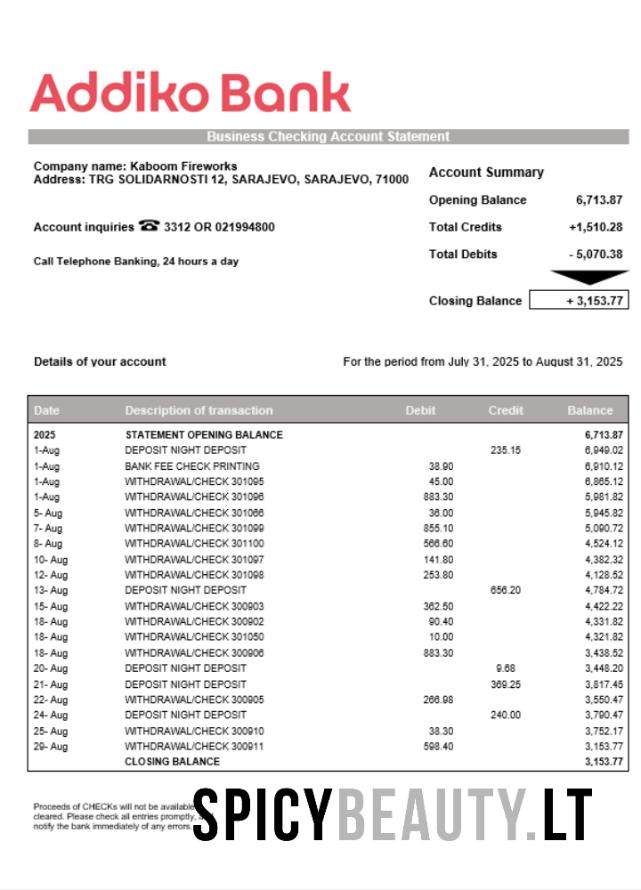 Addiko Bank
Business Checking Account Statement
Company name: Kaboom Fireworks
Address: TRG SOLIDARNOSTI 12, SARAJEVO, SARAJEVO, 71000
Account inquiries ☎ 3312 OR 021994800
Call Telephone Banking, 24 hours a day
Account Summary
Opening Balance 6,713.87
Total Credits +1,510.28
Total Debits - 5,070.38
Closing Balance + 3,153.77
Details of your account For the period from July 31, 2025 to August 31, 2025
Date Description of transaction Debit Credit Balance
2025 STATEMENT OPENING BALANCE 6,713.87
1-Aug DEPOSIT NIGHT DEPOSIT 235.15 6,949.02
1-Aug BANK FEE CHECK PRINTING 38.90 6,910.12
1-Aug WITHDRAWAL/CHECK 301095 45.00 6,865.12
1-Aug WITHDRAWAL/CHECK 301096 883.30 5,981.82
5- Aug WITHDRAWAL/CHECK 301066 36.00 5,945.82
7- Aug WITHDRAWAL/CHECK 301099 855.10 5,090.72
8- Aug WITHDRAWAL/CHECK 301100 566.60 4,524.12
10- Aug WITHDRAWAL/CHECK 301097 141.80 4,382.32
12- Aug WITHDRAWAL/CHECK 301098 253.80 4,128.52
13- Aug DEPOSIT NIGHT DEPOSIT 656.20 4,784.72
15- Aug WITHDRAWAL/CHECK 300903 362.50 4,422.22
18- Aug WITHDRAWAL/CHECK 300902 90.40 4,331.82
18- Aug WITHDRAWAL/CHECK 301050 10.00 4,321.82
18- Aug WITHDRAWAL/CHECK 300906 883.30 3,438.52
20- Aug DEPOSIT NIGHT DEPOSIT 9.68 3,448.20
21- Aug DEPOSIT NIGHT DEPOSIT 369.25 3,817.45
22- Aug WITHDRAWAL/CHECK 300905 266.98 3,550.47
24- Aug DEPOSIT NIGHT DEPOSIT 240.00 3,790.47
25- Aug WITHDRAWAL/CHECK 300910 38.30 3,752.17
29- Aug WITHDRAWAL/CHECK 300911 598.40 3,153.77
CLOSING BALANCE 3,153.77
Proceeds of CHECKs will not be available
cleared. Please check all entries promptly,
notify the bank immediately of any errors.
SPICYBEAUTY.LT